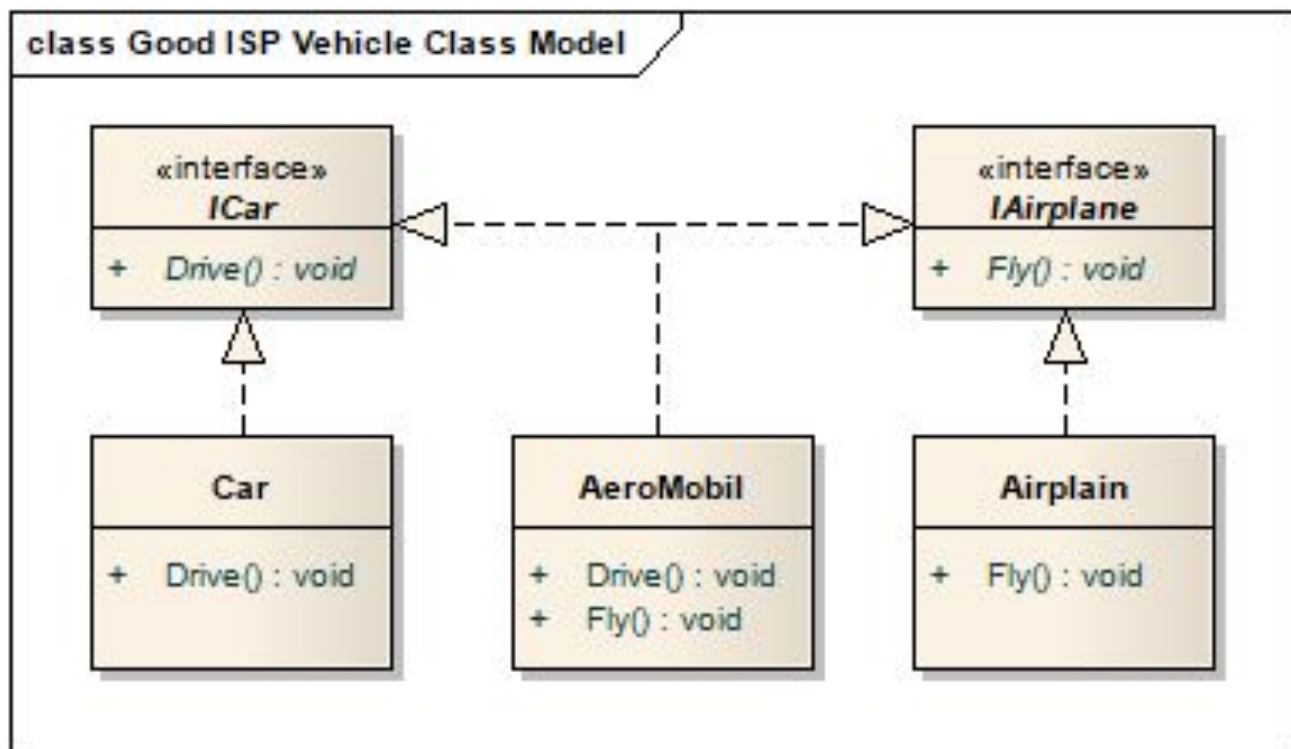 class Good ISP Vehicle Class Model
«interface»
ICar
+ Drive() : void
«interface»
IAirplane
+ Fly() : void
Car
+ Drive() : void
AeroMobil
+ Drive() : void
+ Fly() : void
Airplain
+ Fly() : void